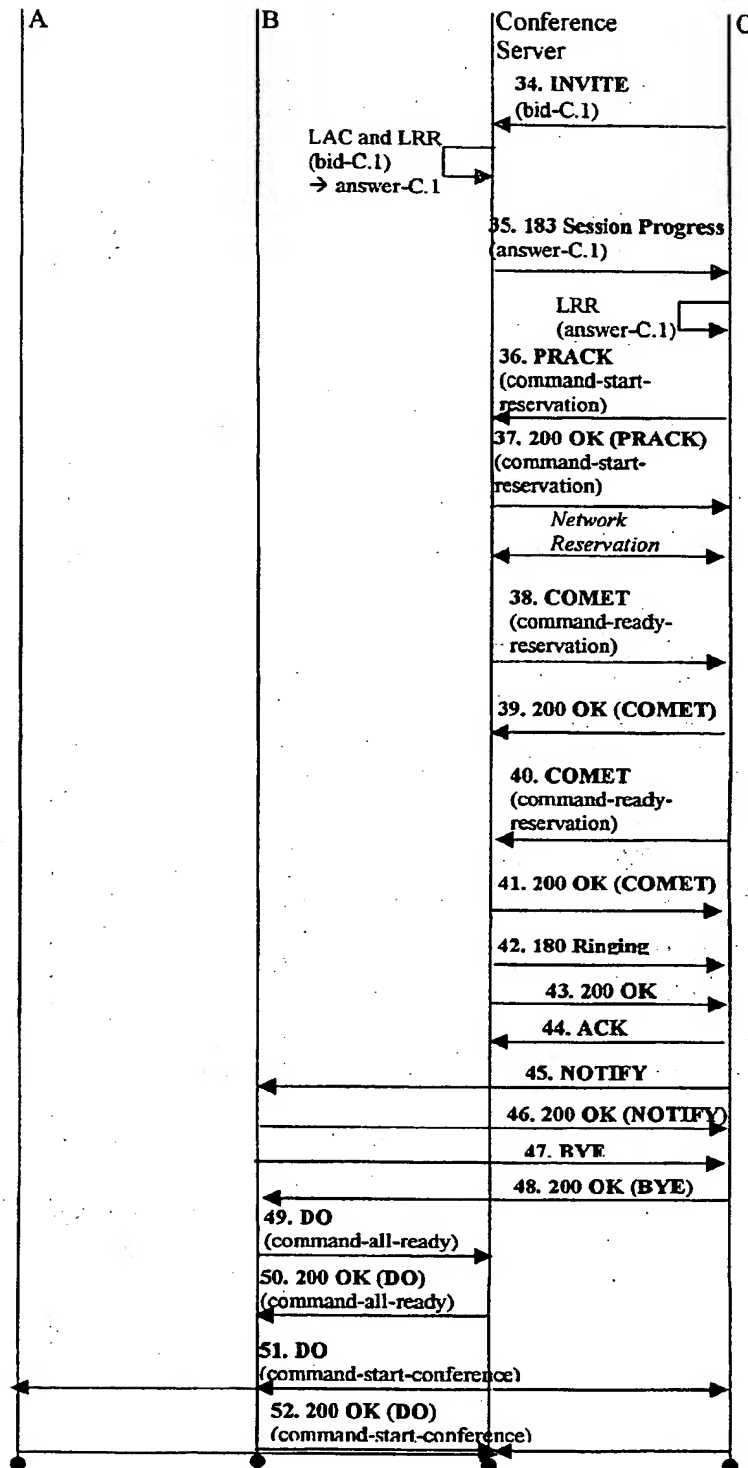 A
B
Conference
Server
C
34. INVITE
(bid-C.1)
LAC and LRR
(bid-C.1)
→ answer-C.1
35. 183 Session Progress
(answer-C.1)
LRR
(answer-C.1)
36. PRACK
(command-start-
reservation)
37. 200 OK (PRACK)
(command-start-
reservation)
Network
Reservation
38. COMET
(command-ready-
reservation)
39. 200 OK (COMET)
40. COMET
(command-ready-
reservation)
41. 200 OK (COMET)
42. 180 Ringing
43. 200 OK
44. ACK
45. NOTIFY
46. 200 OK (NOTIFY)
47. BYE
48. 200 OK (BYE)
49. DO
(command-all-ready)
50. 200 OK (DO)
(command-all-ready)
51. DO
(command-start-conference)
52. 200 OK (DO)
(command-start-conference)